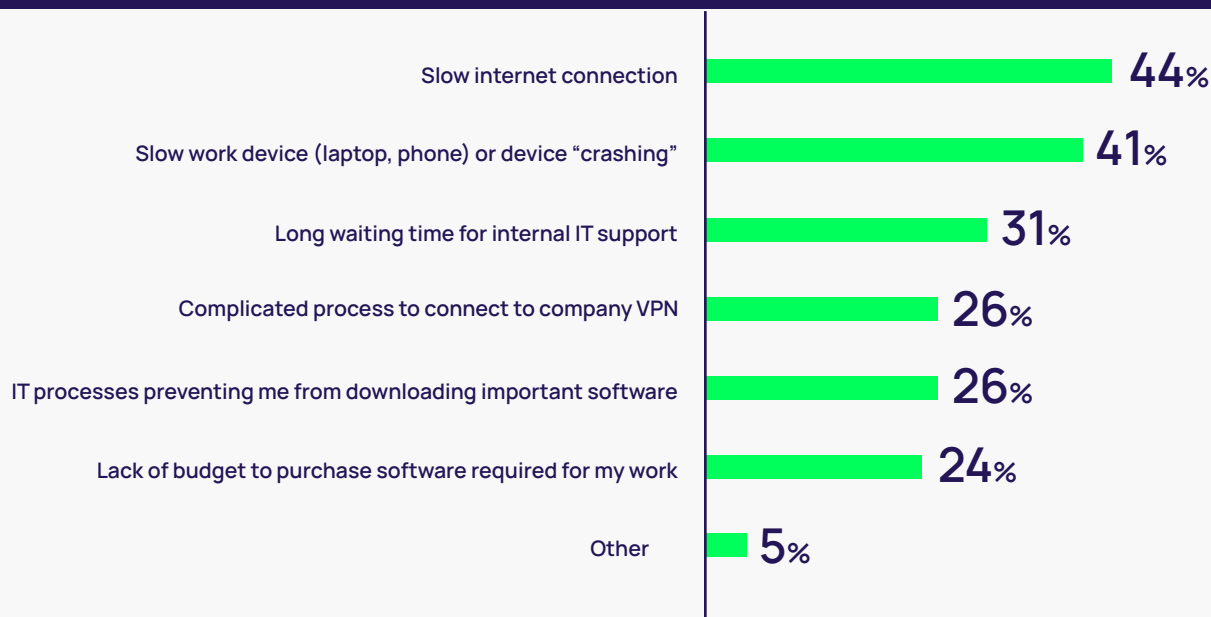 Slow internet connection 44%
Slow work device (laptop, phone) or device “crashing” 41%
Long waiting time for internal IT support 31%
Complicated process to connect to company VPN 26%
IT processes preventing me from downloading important software 26%
Lack of budget to purchase software required for my work 24%
Other 5%